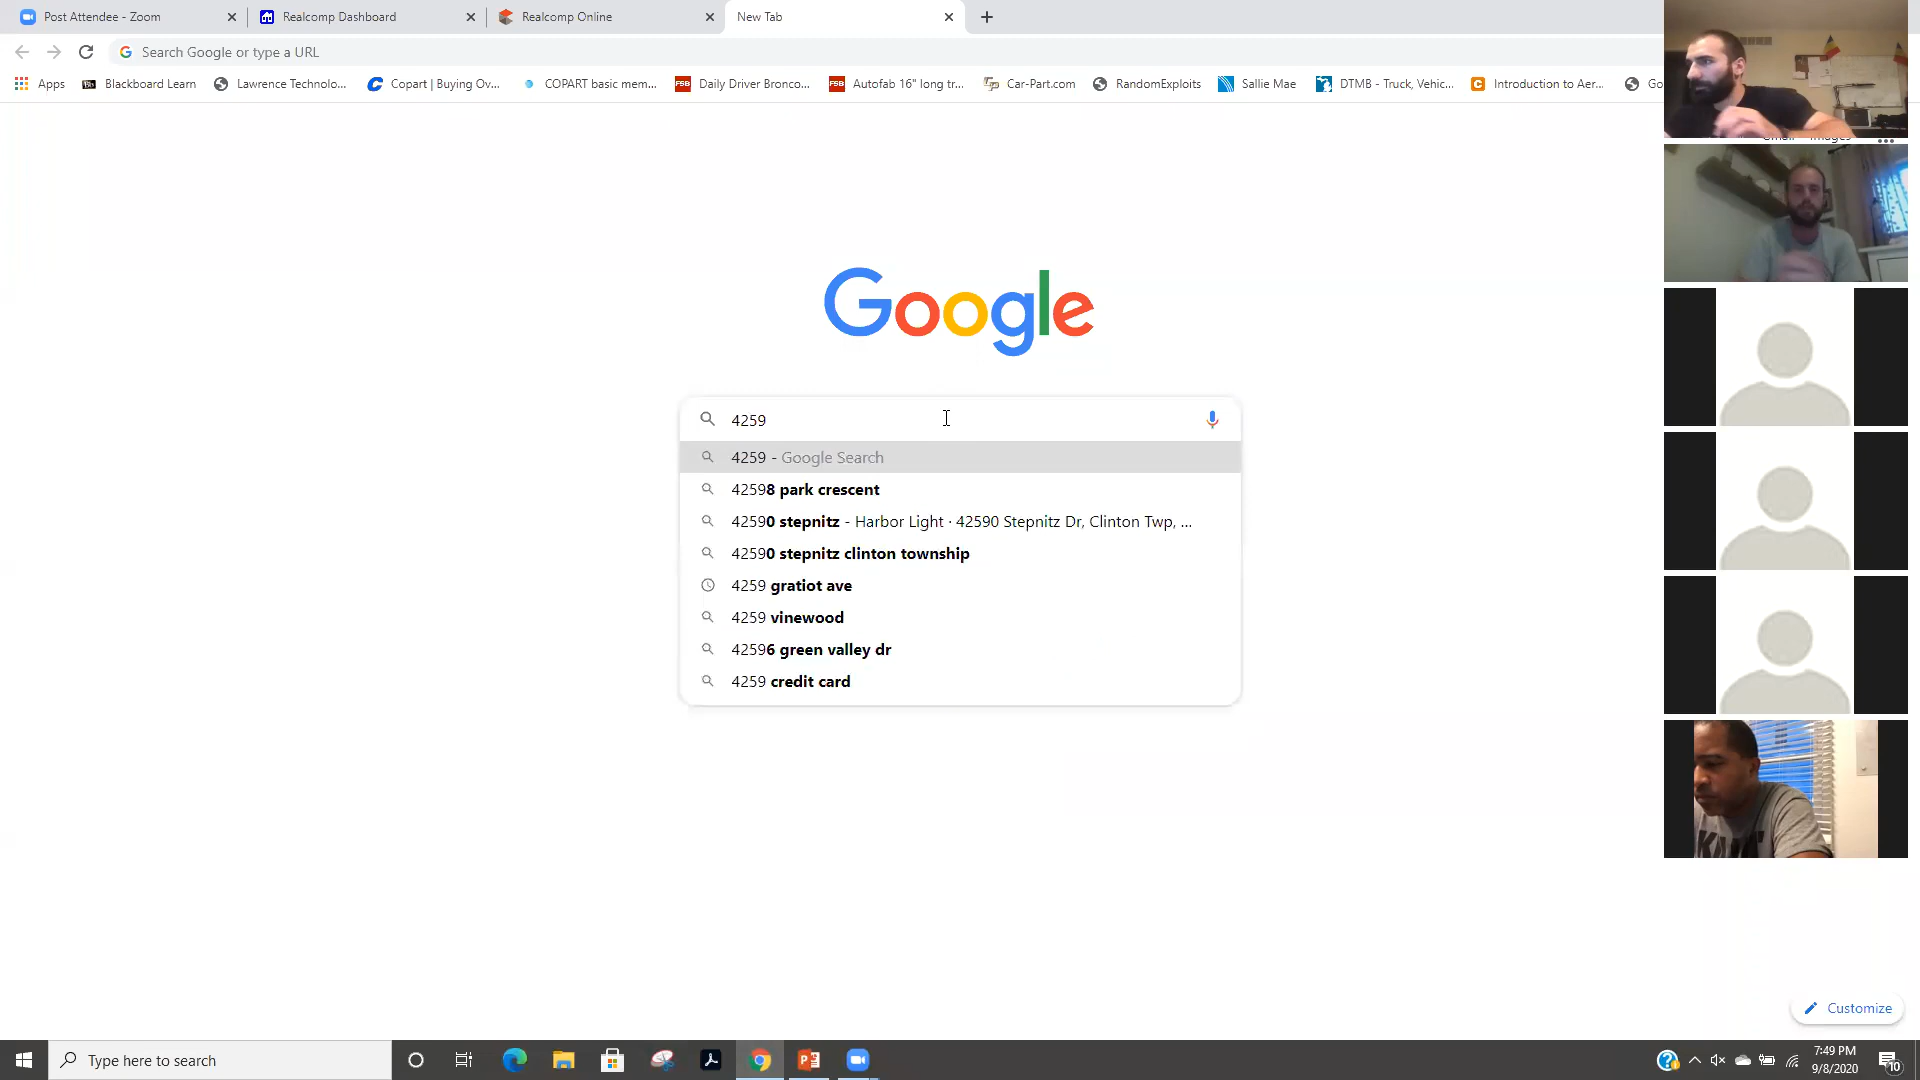 Post Attendee - Zoom
Realcomp Dashboard
Realcomp Online
New Tab
Search Google or type a URL
Apps
Blackboard Learn
Lawrence Technolo...
Copart | Buying Ov...
COPART basic mem...
FSB
Daily Driver Bronco...
FSB
Autofab 16" long tr...
Car-Part.com
RandomExploits
Sallie Mae
DTMB - Truck, Vehic...
Introduction to Aer...
Go
Google
4259
4259 - Google Search
42598 park crescent
42590 stepnitz - Harbor Light · 42590 Stepnitz Dr, Clinton Twp, ...
42590 stepnitz clinton township
4259 gratiot ave
4259 vinewood
42596 green valley dr
4259 credit card
Customize
Type here to search
7:49 PM
9/8/2020
10